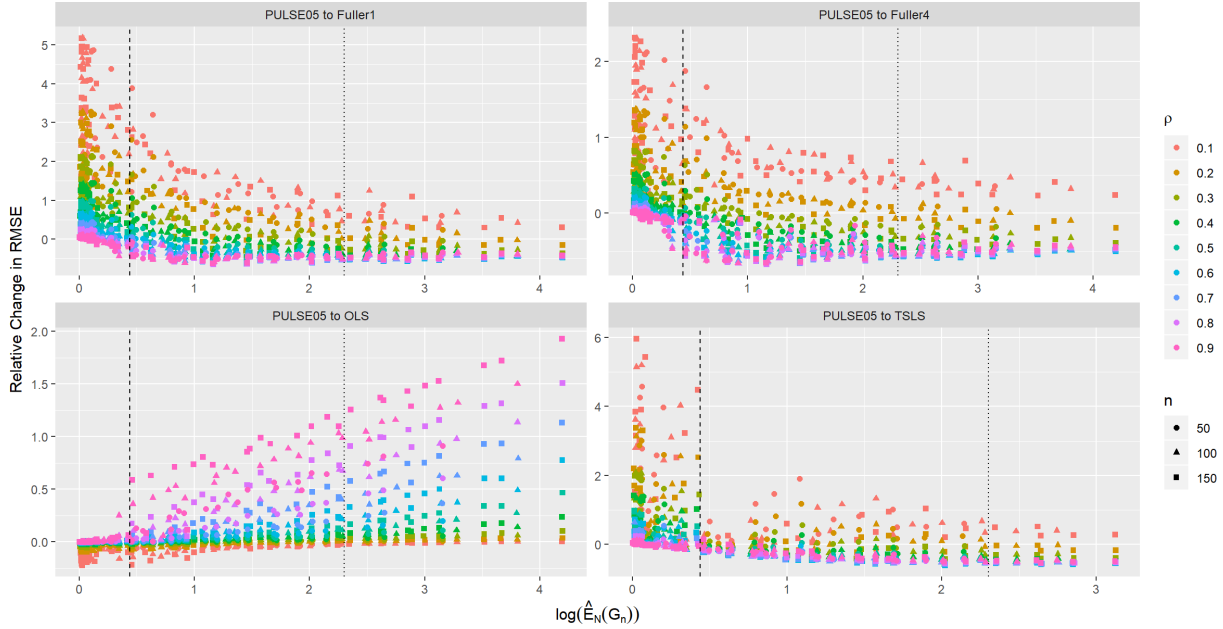 PULSE05 to Fuller1
PULSE05 to Fuller4
5
4
3
2
1
0
2
1
0
0 1 2 3 4
0 1 2 3 4
PULSE05 to OLS
PULSE05 to TSLS
2.0
1.5
1.0
0.5
0.0
6
4
2
0
0 1 2 3 4
0 1 2 3
Relative Change in RMSE
log(Ê_N(G_n))
ρ
0.1
0.2
0.3
0.4
0.5
0.6
0.7
0.8
0.9
n
50
100
150